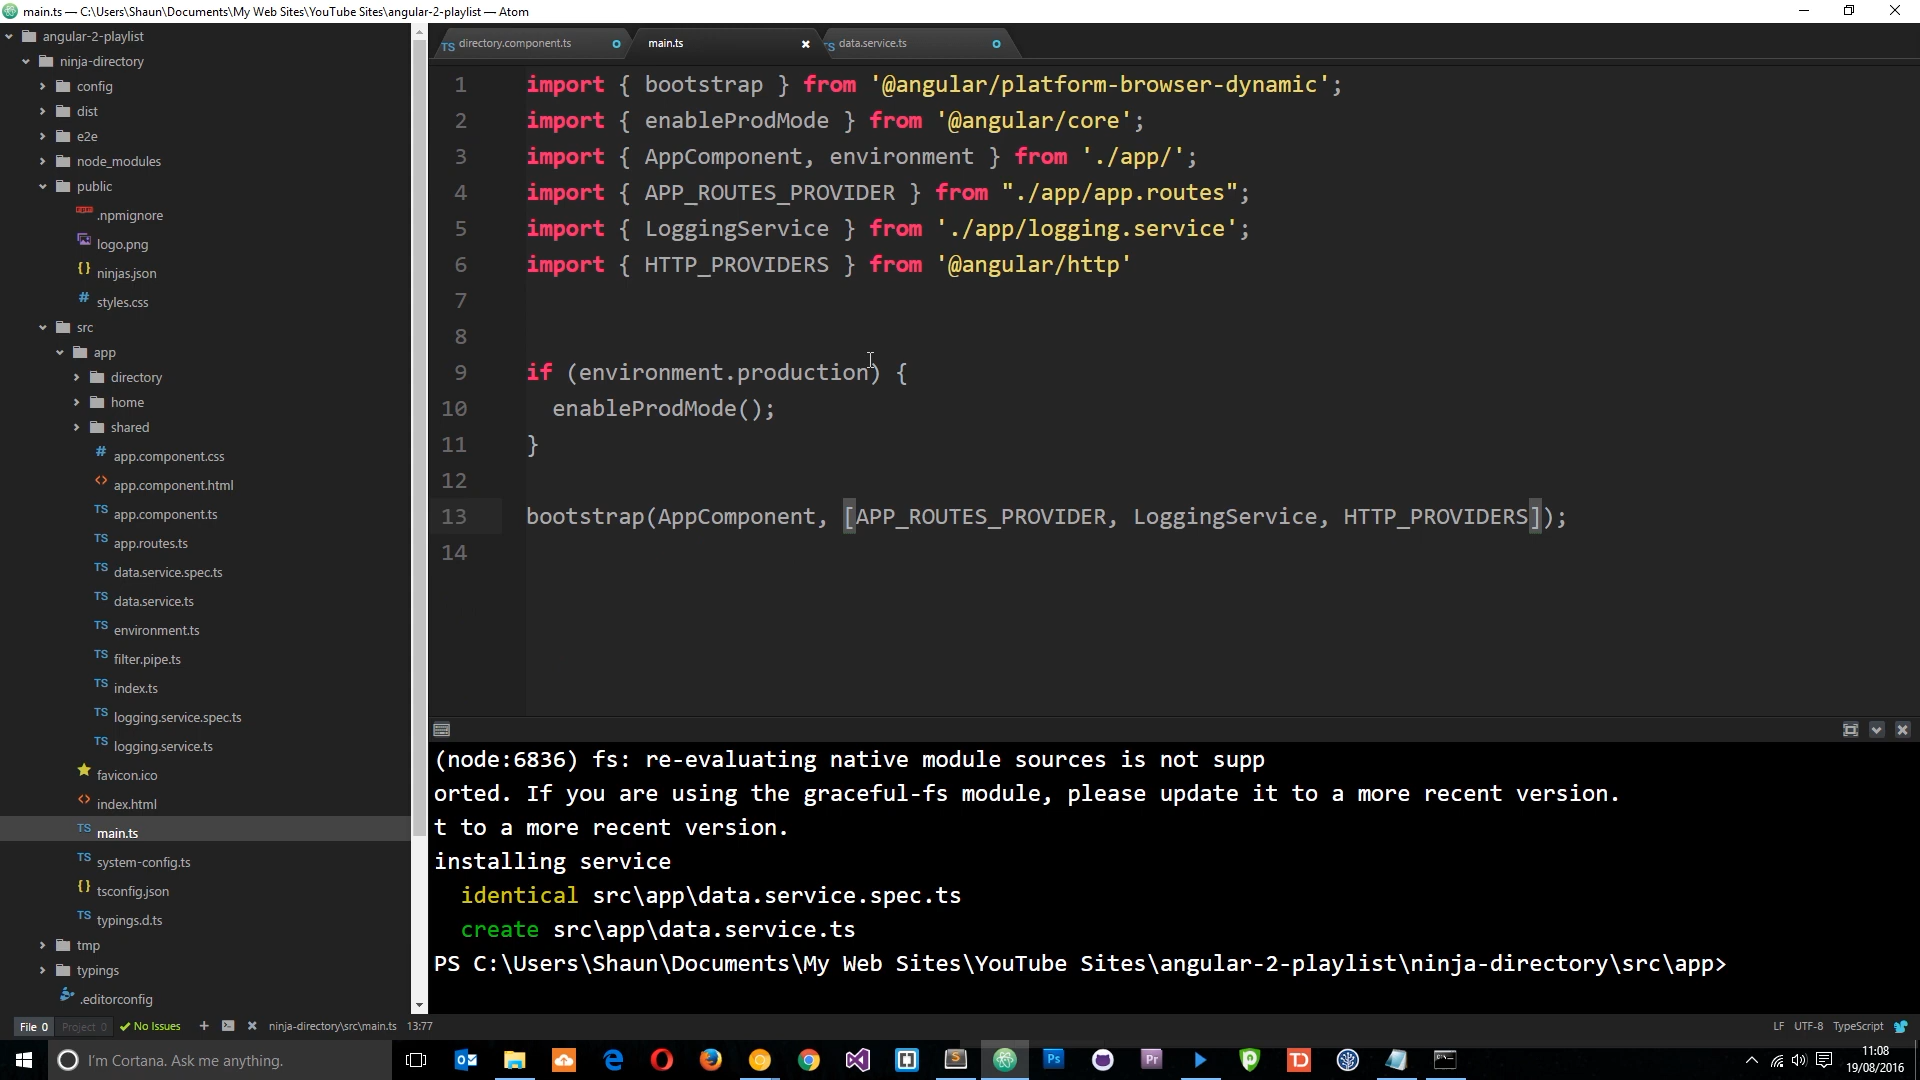 main.ts — C:\Users\Shaun\Documents\My Web Sites\YouTube Sites\angular-2-playlist — Atom
angular-2-playlist
ninja-directory
config
dist
e2e
node_modules
public
.npmignore
logo.png
ninjas.json
styles.css
src
app
directory
home
shared
app.component.css
app.component.html
app.component.ts
app.routes.ts
data.service.spec.ts
data.service.ts
environment.ts
filter.pipe.ts
index.ts
logging.service.spec.ts
logging.service.ts
favicon.ico
index.html
main.ts
system-config.ts
tsconfig.json
typings.d.ts
tmp
typings
.editorconfig
directory.component.ts
main.ts
data.service.ts
1 import { bootstrap } from '@angular/platform-browser-dynamic';
2 import { enableProdMode } from '@angular/core';
3 import { AppComponent, environment } from './app/';
4 import { APP_ROUTES_PROVIDER } from "./app/app.routes";
5 import { LoggingService } from './app/logging.service';
6 import { HTTP_PROVIDERS } from '@angular/http'
7
8
9 if (environment.production) {
10 enableProdMode();
11 }
12
13 bootstrap(AppComponent, [APP_ROUTES_PROVIDER, LoggingService, HTTP_PROVIDERS]);
14
(node:6836) fs: re-evaluating native module sources is not supp
orted. If you are using the graceful-fs module, please update it to a more recent version.
t to a more recent version.
installing service
identical src\app\data.service.spec.ts
create src\app\data.service.ts
PS C:\Users\Shaun\Documents\My Web Sites\YouTube Sites\angular-2-playlist\ninja-directory\src\app>
File 0 Project 0 No Issues ninja-directory\src\main.ts 13:77 LF UTF-8 TypeScript
I'm Cortana. Ask me anything.
11:08
19/08/2016